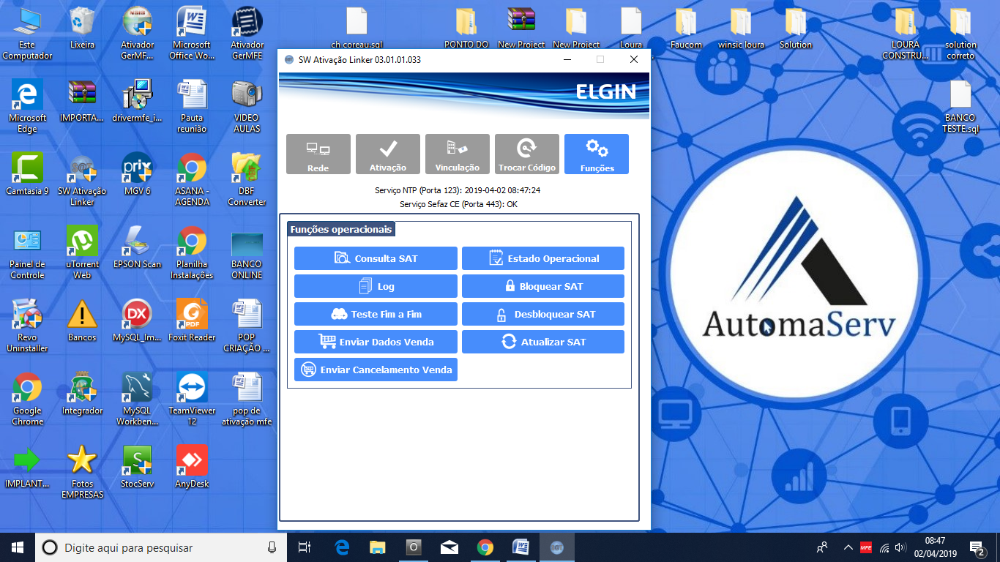 Este
Computador
Lixeira
Ativador
GerMF...
Microsoft
Office Wo...
Ativador
GerMFE
ch coreau.sql
PONTO DO
New Project
New Project
Loura
Faucom
winsic loura
Solution
LOURA
CONSTRU...
solution
correto
Microsoft
Edge
IMPORTA...
drivermfe_i...
Pauta
reunião
VIDEO
AULAS
BANCO
TESTE.sql
Camtasia 9
SW Ativação
Linker
prix
MGV 6
ASANA -
AGENDA
DBF
Converter
Painel de
Controle
uTorrent
Web
EPSON Scan
Planilha
Instalações
BANCO
ONLINE
Revo
Uninstaller
Bancos
DX
MySQL_Im...
PDF
Foxit Reader
POP
CRIAÇÃO ...
Google
Chrome
Integrador
MySQL
Workben...
TeamViewer
12
pop de
ativação mfe
IMPLANT...
Fotos
EMPRESAS
StocServ
AnyDesk
SW Ativação Linker 03.01.01.033
ELGIN
Rede
Ativação
Vinculação
Trocar Código
Funções
Serviço NTP (Porta 123): 2019-04-02 08:47:24
Serviço Sefaz CE (Porta 443): OK
Funções operacionais
Consulta SAT
Estado Operacional
Log
Bloquear SAT
Teste Fim a Fim
Desbloquear SAT
Enviar Dados Venda
Atualizar SAT
Enviar Cancelamento Venda
AutomaServ
Digite aqui para pesquisar
MFE
08:47
02/04/2019
2